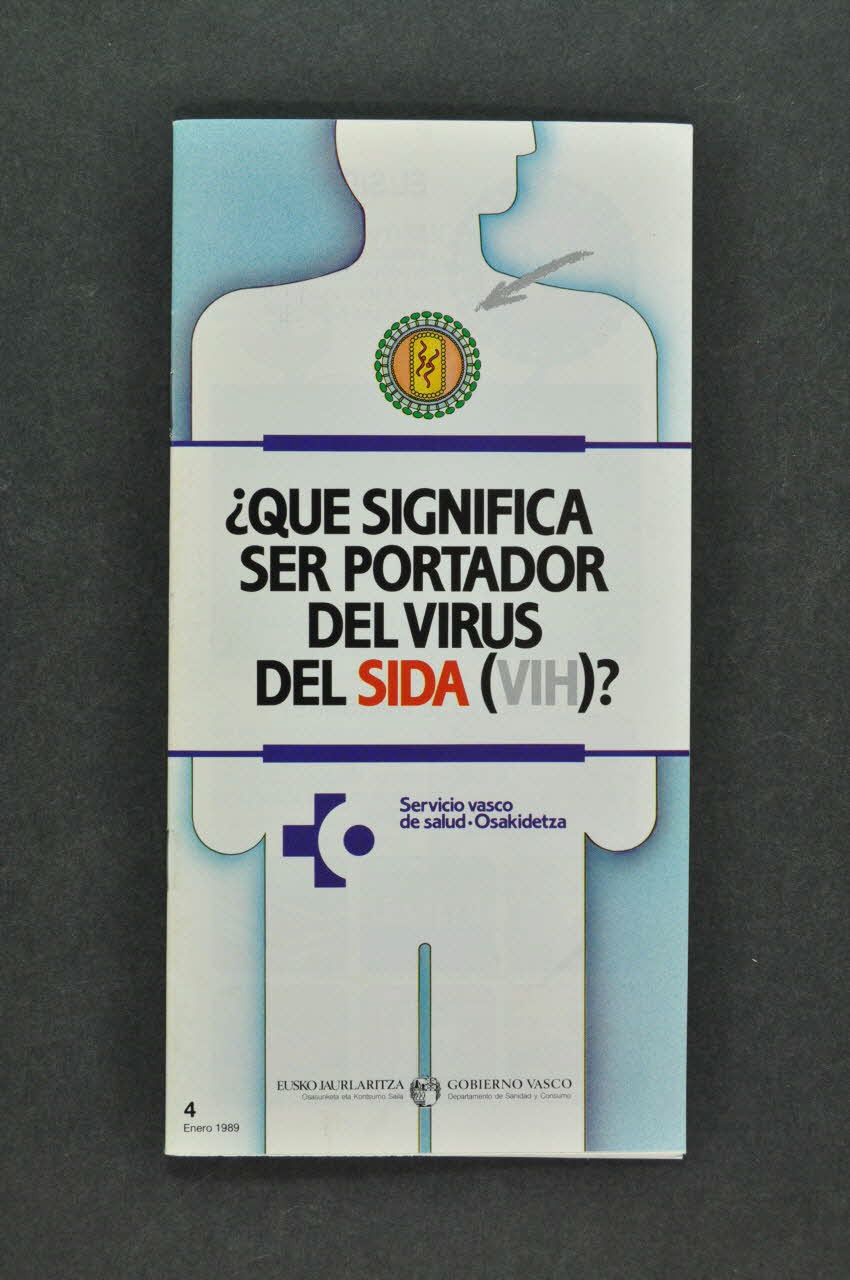 ¿QUE SIGNIFICA
SER PORTADOR
DEL VIRUS
DEL SIDA (VIH)?
Servicio vasco
de salud·Osakidetza
EUSKO JAURLARITZA
Osasunketa eta Kontsumo Saila
GOBIERNO VASCO
Departamento de Sanidad y Consumo
4
Enero 1989